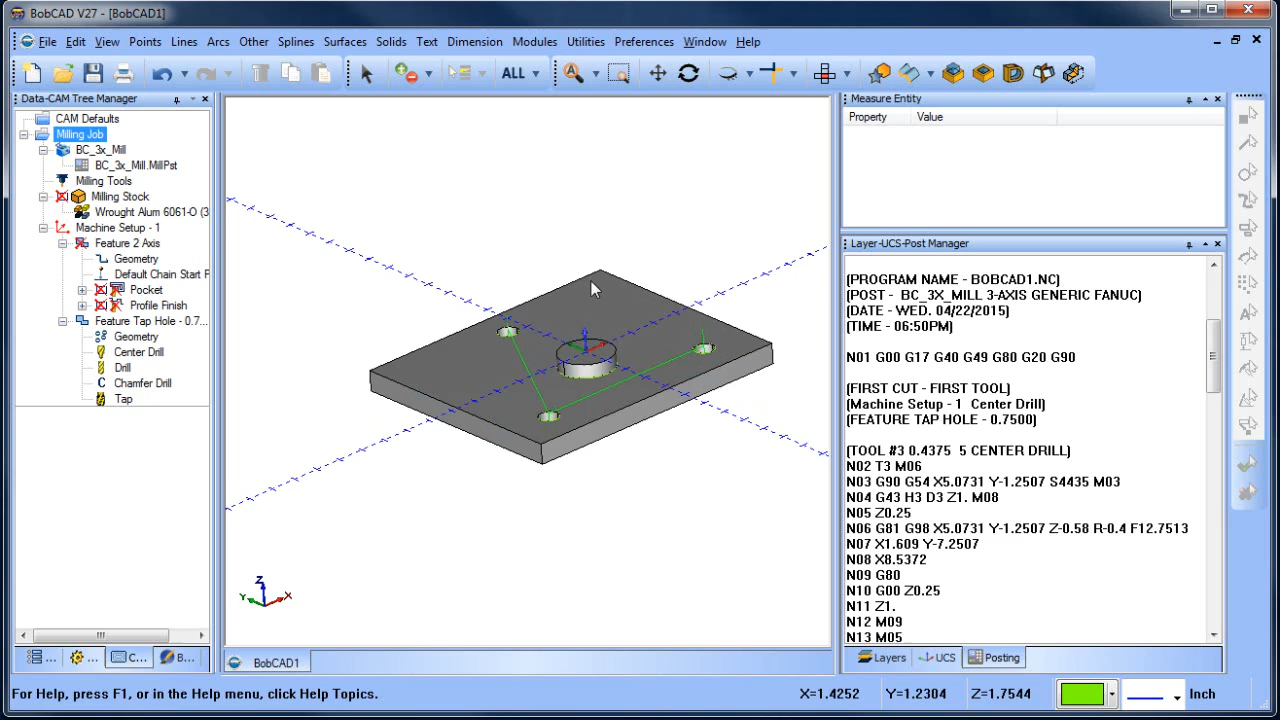 BobCAD V27 - [BobCAD1]
File Edit View Points Lines Arcs Other Splines Surfaces Solids Text Dimension Modules Utilities Preferences Window Help
ALL
Data-CAM Tree Manager
CAM Defaults
Milling Job
BC_3x_Mill
BC_3x_Mill.MillPst
Milling Tools
Milling Stock
Wrought Alum 6061-O (3
Machine Setup - 1
Feature 2 Axis
Geometry
Default Chain Start P
Pocket
Profile Finish
Feature Tap Hole - 0.7...
Geometry
Center Drill
Drill
Chamfer Drill
Tap
... ... C... B...
Z
Y X
BobCAD1
Measure Entity
Property Value
Layer-UCS-Post Manager
(PROGRAM NAME - BOBCAD1.NC)
(POST - BC_3X_MILL 3-AXIS GENERIC FANUC)
(DATE - WED. 04/22/2015)
(TIME - 06:50PM)
N01 G00 G17 G40 G49 G80 G20 G90
(FIRST CUT - FIRST TOOL)
(Machine Setup - 1 Center Drill)
(FEATURE TAP HOLE - 0.7500)
(TOOL #3 0.4375 5 CENTER DRILL)
N02 T3 M06
N03 G90 G54 X5.0731 Y-1.2507 S4435 M03
N04 G43 H3 D3 Z1. M08
N05 Z0.25
N06 G81 G98 X5.0731 Y-1.2507 Z-0.58 R-0.4 F12.7513
N07 X1.609 Y-7.2507
N08 X8.5372
N09 G80
N10 G00 Z0.25
N11 Z1.
N12 M09
N13 M05
Layers UCS Posting
For Help, press F1, or in the Help menu, click Help Topics.
X=1.4252 Y=1.2304 Z=1.7544 Inch